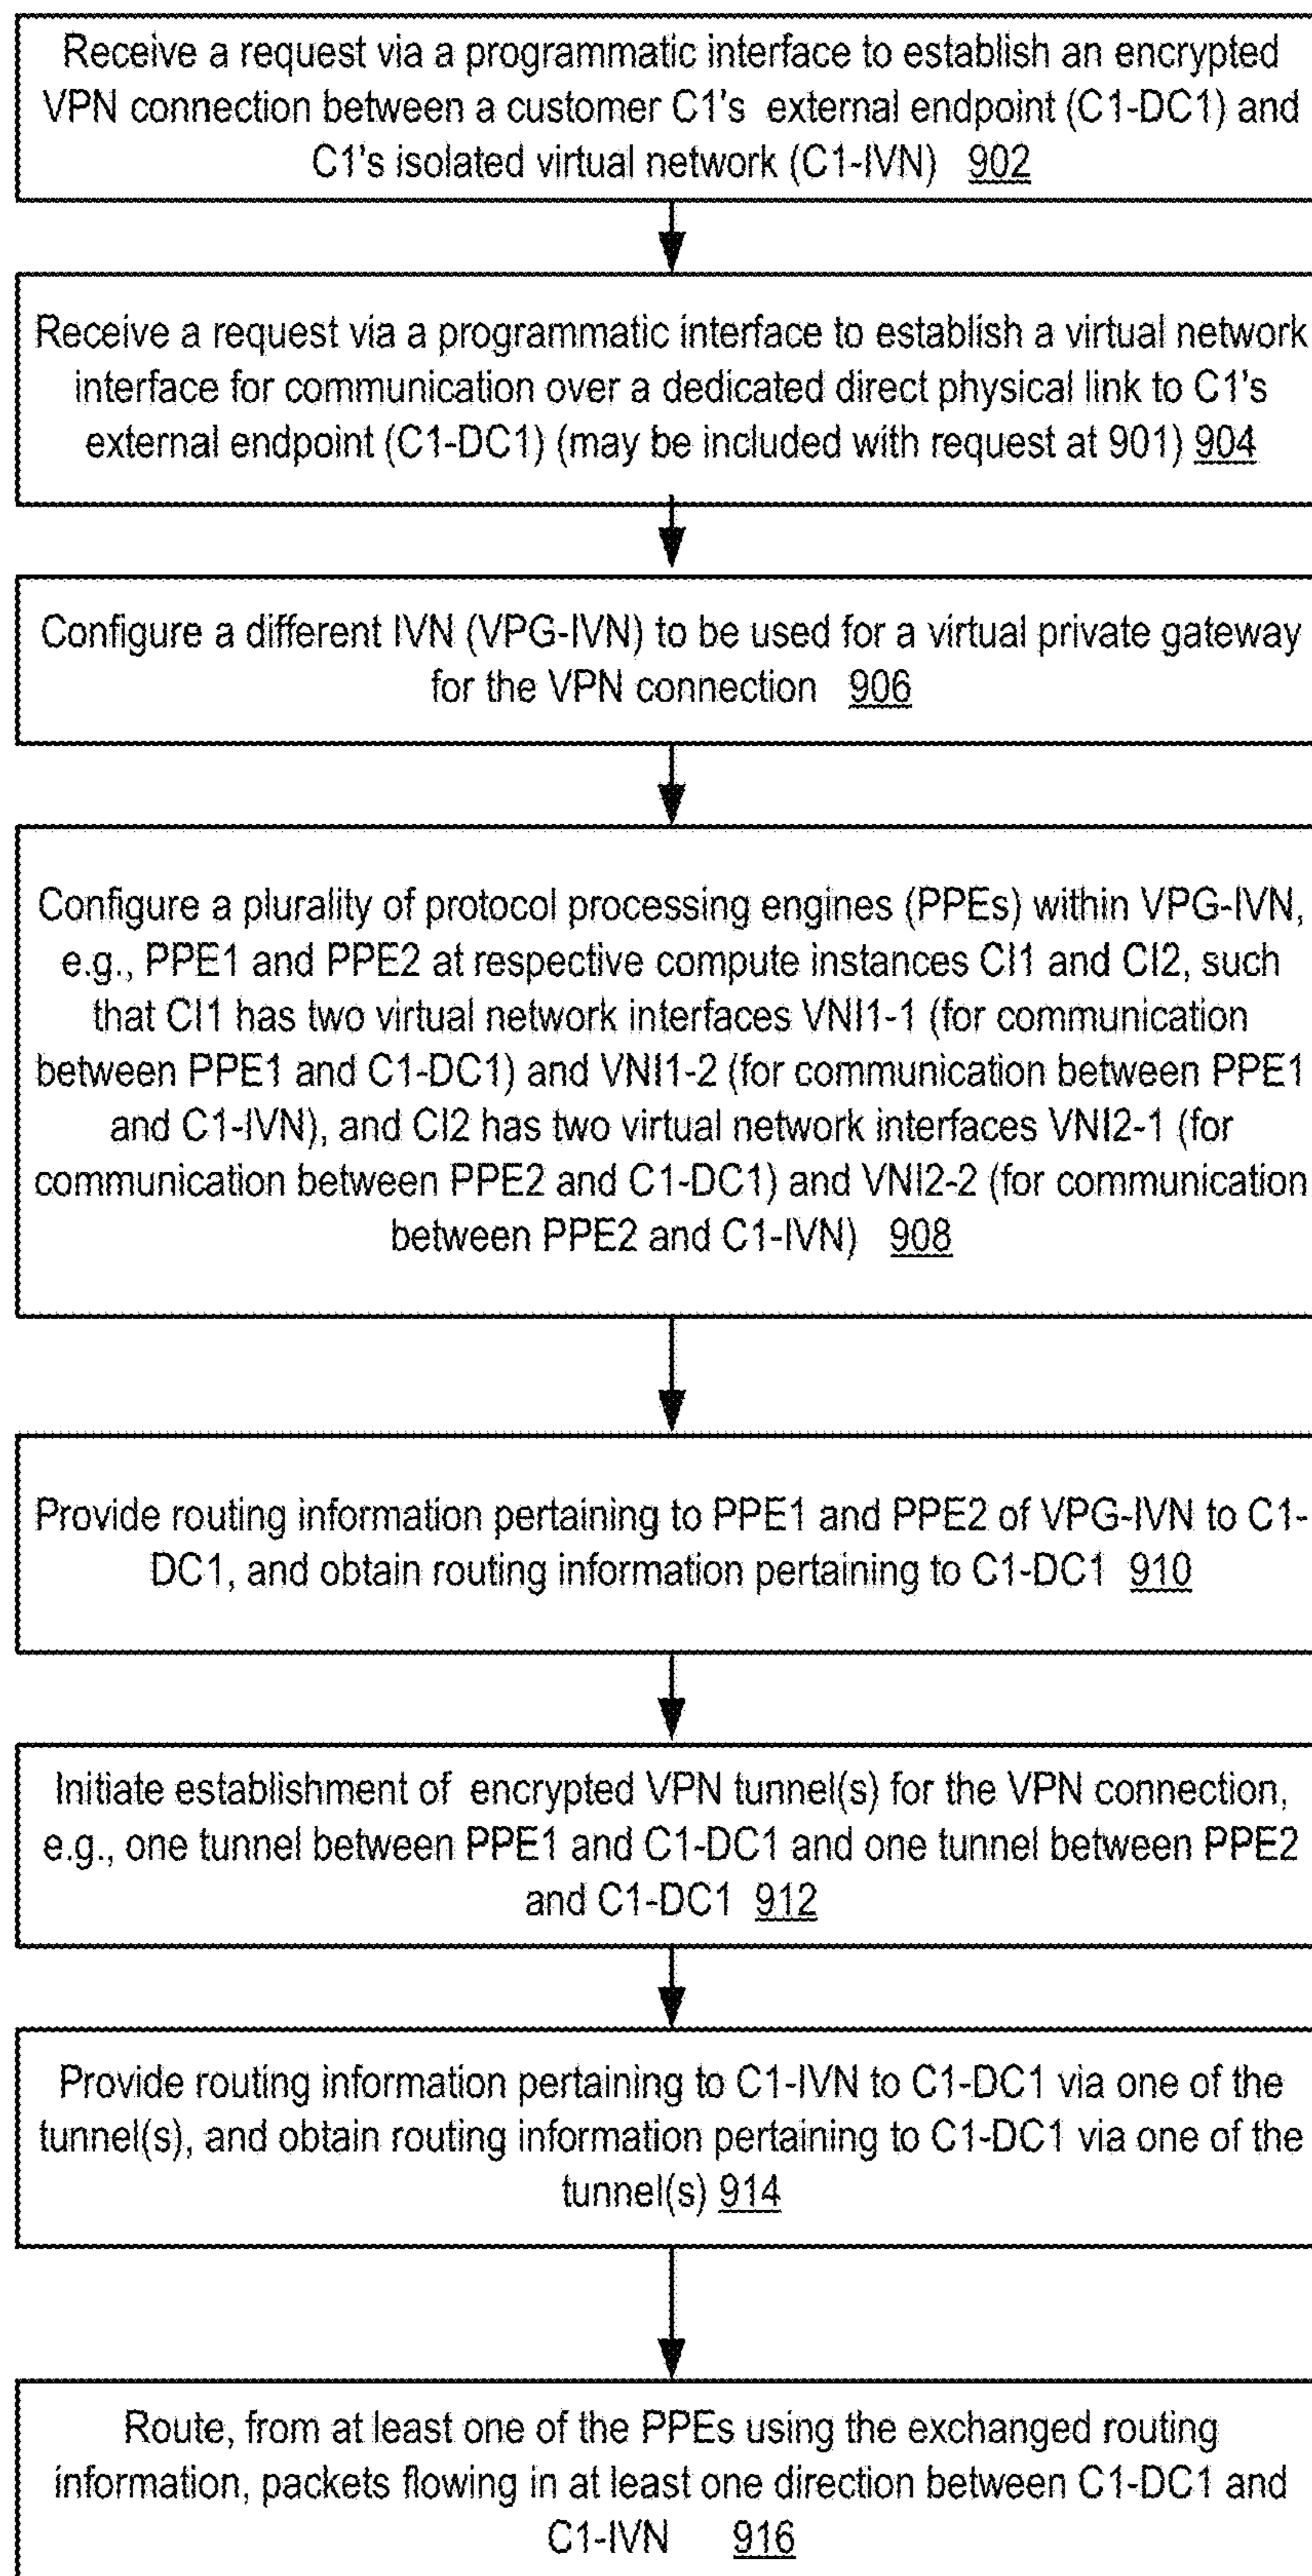 Receive a request via a programmatic interface to establish an encrypted
VPN connection between a customer C1's external endpoint (C1-DC1) and
C1's isolated virtual network (C1-IVN) 902
Receive a request via a programmatic interface to establish a virtual network
interface for communication over a dedicated direct physical link to C1's
external endpoint (C1-DC1) (may be included with request at 901) 904
Configure a different IVN (VPG-IVN) to be used for a virtual private gateway
for the VPN connection 906
Configure a plurality of protocol processing engines (PPEs) within VPG-IVN,
e.g., PPE1 and PPE2 at respective compute instances CI1 and CI2, such
that CI1 has two virtual network interfaces VNI1-1 (for communication
between PPE1 and C1-DC1) and VNI1-2 (for communication between PPE1
and C1-IVN), and CI2 has two virtual network interfaces VNI2-1 (for
communication between PPE2 and C1-DC1) and VNI2-2 (for communication
between PPE2 and C1-IVN) 908
Provide routing information pertaining to PPE1 and PPE2 of VPG-IVN to C1-
DC1, and obtain routing information pertaining to C1-DC1 910
Initiate establishment of encrypted VPN tunnel(s) for the VPN connection,
e.g., one tunnel between PPE1 and C1-DC1 and one tunnel between PPE2
and C1-DC1 912
Provide routing information pertaining to C1-IVN to C1-DC1 via one of the
tunnel(s), and obtain routing information pertaining to C1-DC1 via one of the
tunnel(s) 914
Route, from at least one of the PPEs using the exchanged routing
information, packets flowing in at least one direction between C1-DC1 and
C1-IVN 916